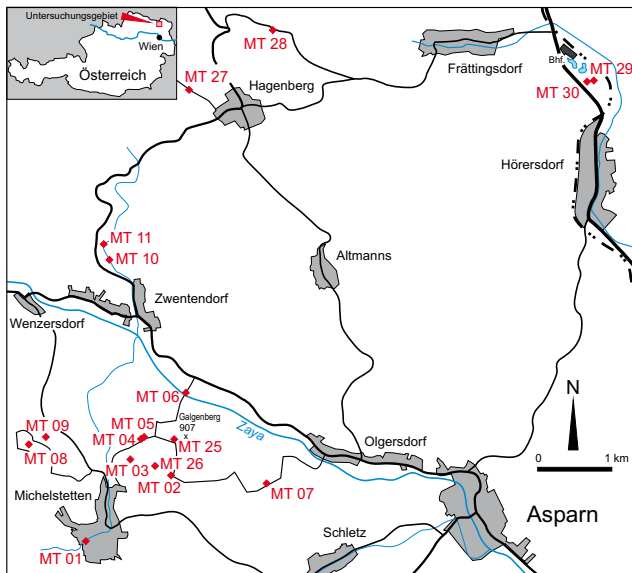 Untersuchungsgebiet
Wien
Österreich
MT 28
Frättingsdorf
Bhf.
MT 29
MT 30
MT 27
Hagenberg
Hörersdorf
MT 11
MT 10
Altmanns
Zwentendorf
Wenzersdorf
MT 06
Zaya
N
MT 09
MT 05
Galgenberg
907
x
MT 04
MT 25
Olgersdorf
MT 08
MT 03
MT 26
MT 02
MT 07
0 1 km
Michelstetten
Asparn
MT 01
Schletz